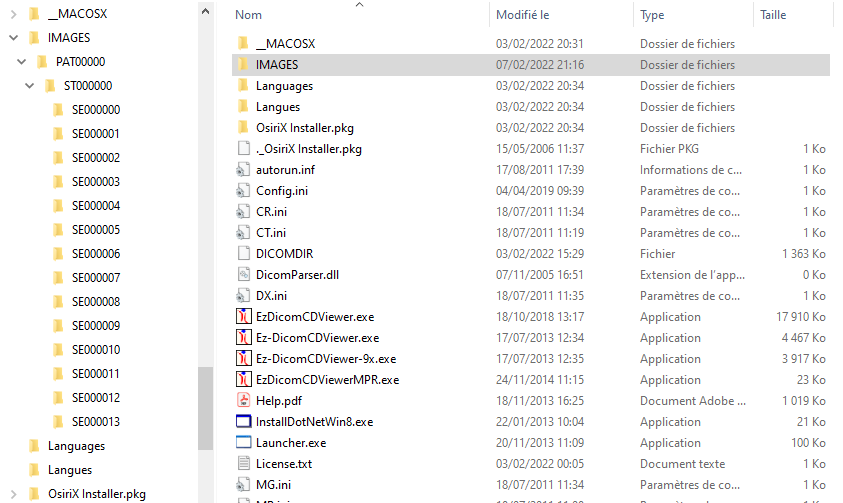 __MACOSX
IMAGES
PAT00000
ST000000
SE000000
SE000001
SE000002
SE000003
SE000004
SE000005
SE000006
SE000007
SE000008
SE000009
SE000010
SE000011
SE000012
SE000013
Languages
Langues
OsiriX Installer.pkg
Nom Modifié le Type Taille
__MACOSX 03/02/2022 20:31 Dossier de fichiers
IMAGES 07/02/2022 21:16 Dossier de fichiers
Languages 03/02/2022 20:34 Dossier de fichiers
Langues 03/02/2022 20:34 Dossier de fichiers
OsiriX Installer.pkg 03/02/2022 20:34 Dossier de fichiers
._OsiriX Installer.pkg 15/05/2006 11:37 Fichier PKG 1 Ko
autorun.inf 17/08/2011 17:39 Informations de c... 1 Ko
Config.ini 04/04/2019 09:39 Paramètres de co... 1 Ko
CR.ini 18/07/2011 11:34 Paramètres de co... 1 Ko
CT.ini 18/07/2011 11:19 Paramètres de co... 1 Ko
DICOMDIR 03/02/2022 15:29 Fichier 1 363 Ko
DicomParser.dll 07/11/2005 16:51 Extension de l'app... 0 Ko
DX.ini 18/07/2011 11:35 Paramètres de co... 1 Ko
EzDicomCDViewer.exe 18/10/2018 13:17 Application 17 910 Ko
Ez-DicomCDViewer.exe 17/07/2013 12:34 Application 4 467 Ko
Ez-DicomCDViewer-9x.exe 17/07/2013 12:35 Application 3 917 Ko
EzDicomCDViewerMPR.exe 24/11/2014 11:15 Application 23 Ko
Help.pdf 18/11/2013 16:25 Document Adobe ... 1 019 Ko
InstallDotNetWin8.exe 22/01/2013 10:04 Application 21 Ko
Launcher.exe 20/11/2013 11:09 Application 100 Ko
License.txt 03/02/2022 00:05 Document texte 1 Ko
MG.ini 18/07/2011 11:34 Paramètres de co... 1 Ko